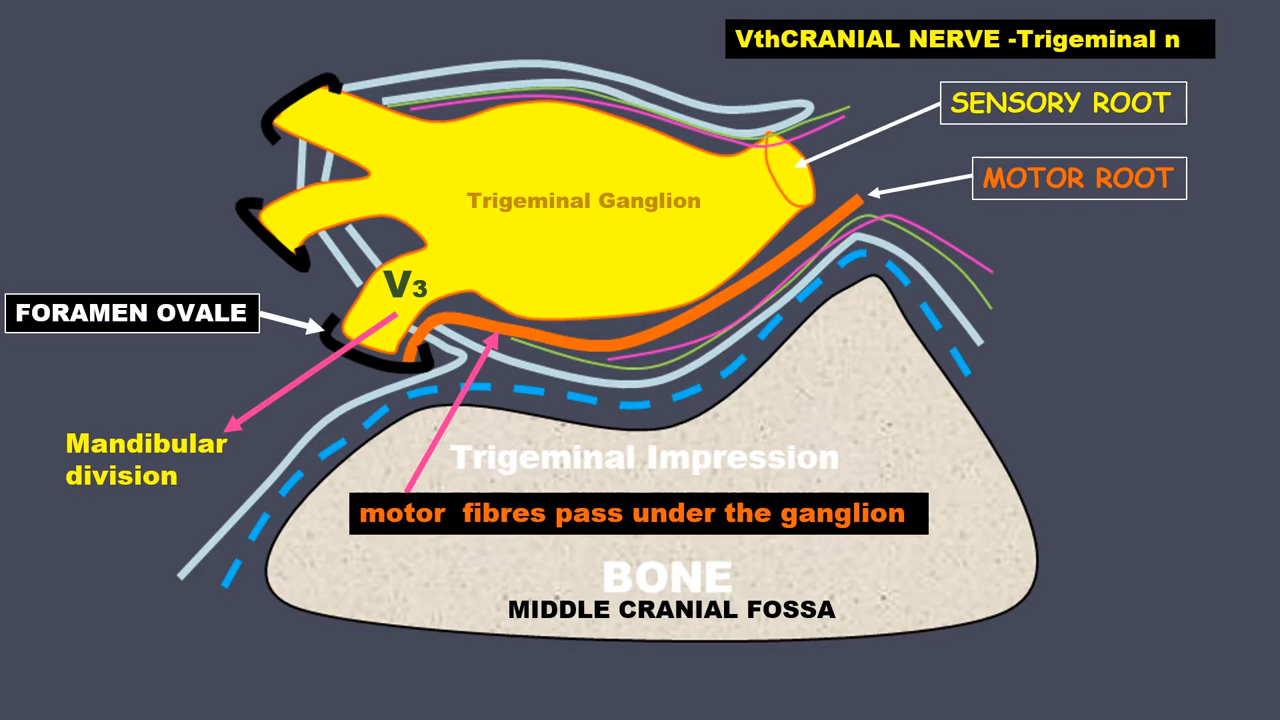 VthCRANIAL NERVE -Trigeminal n
SENSORY ROOT
MOTOR ROOT
Trigeminal Ganglion
V3
FORAMEN OVALE
Mandibular
division
Trigeminal Impression
motor fibres pass under the ganglion
BONE
MIDDLE CRANIAL FOSSA